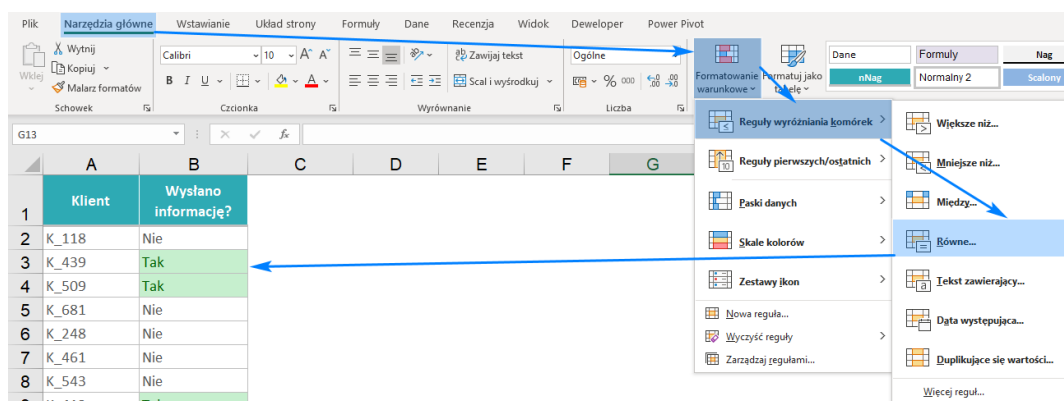 Plik Narzędzia główne Wstawianie Układ strony Formuły Dane Recenzja Widok Deweloper Power Pivot
Wklej
Wytnij
Kopiuj
Malarz formatów
Schowek
Calibri 10 A^ A˅
B I U A
Czcionka
ab Zawijaj tekst
Scal i wyśrodkuj
Wyrównanie
Ogólne
% 000
Liczba
Formatowanie
warunkowe
Formatuj jako
tabelę
Dane Formuly Nag
nNag Normalny 2 Scalony
G13 fx
A B C D E F G
1 Klient Wysłano
informację?
2 K_118 Nie
3 K_439 Tak
4 K_509 Tak
5 K_681 Nie
6 K_248 Nie
7 K_461 Nie
8 K_543 Nie
Reguły wyróżniania komórek
Reguły pierwszych/ostatnich
Paski danych
Skale kolorów
Zestawy ikon
Nowa reguła...
Wyczyść reguły
Zarządzaj regułami...
Większe niż...
Mniejsze niż...
Między...
Równe...
Tekst zawierający...
Data występująca...
Duplikujące się wartości...
Więcej reguł...